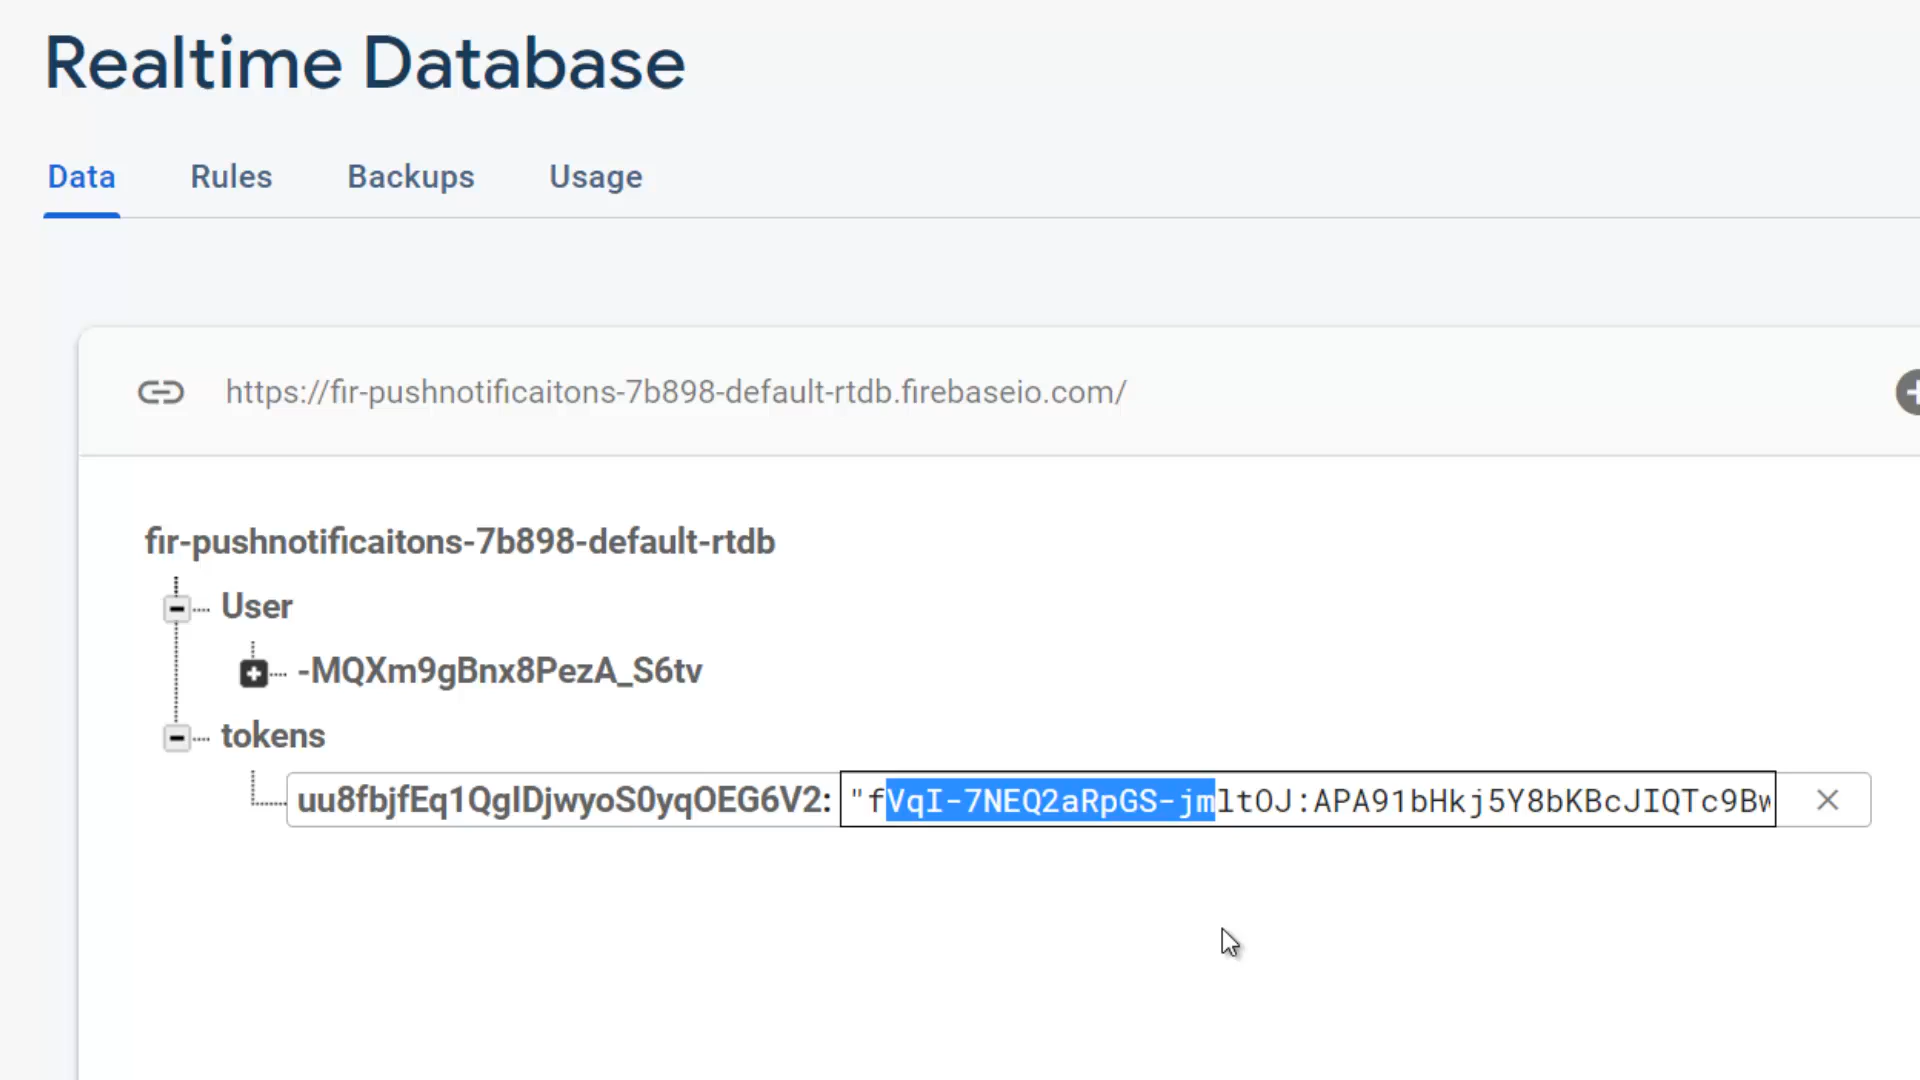 Realtime Database
Data Rules Backups Usage
https://fir-pushnotificaitons-7b898-default-rtdb.firebaseio.com/
fir-pushnotificaitons-7b898-default-rtdb
User
-MQXm9gBnx8PezA_S6tv
tokens
uu8fbjfEq1QgIDjwyoS0yqOEG6V2: "fVqI-7NEQ2aRpGS-jmltOJ:APA91bHkj5Y8bKBcJIQTc9Bw